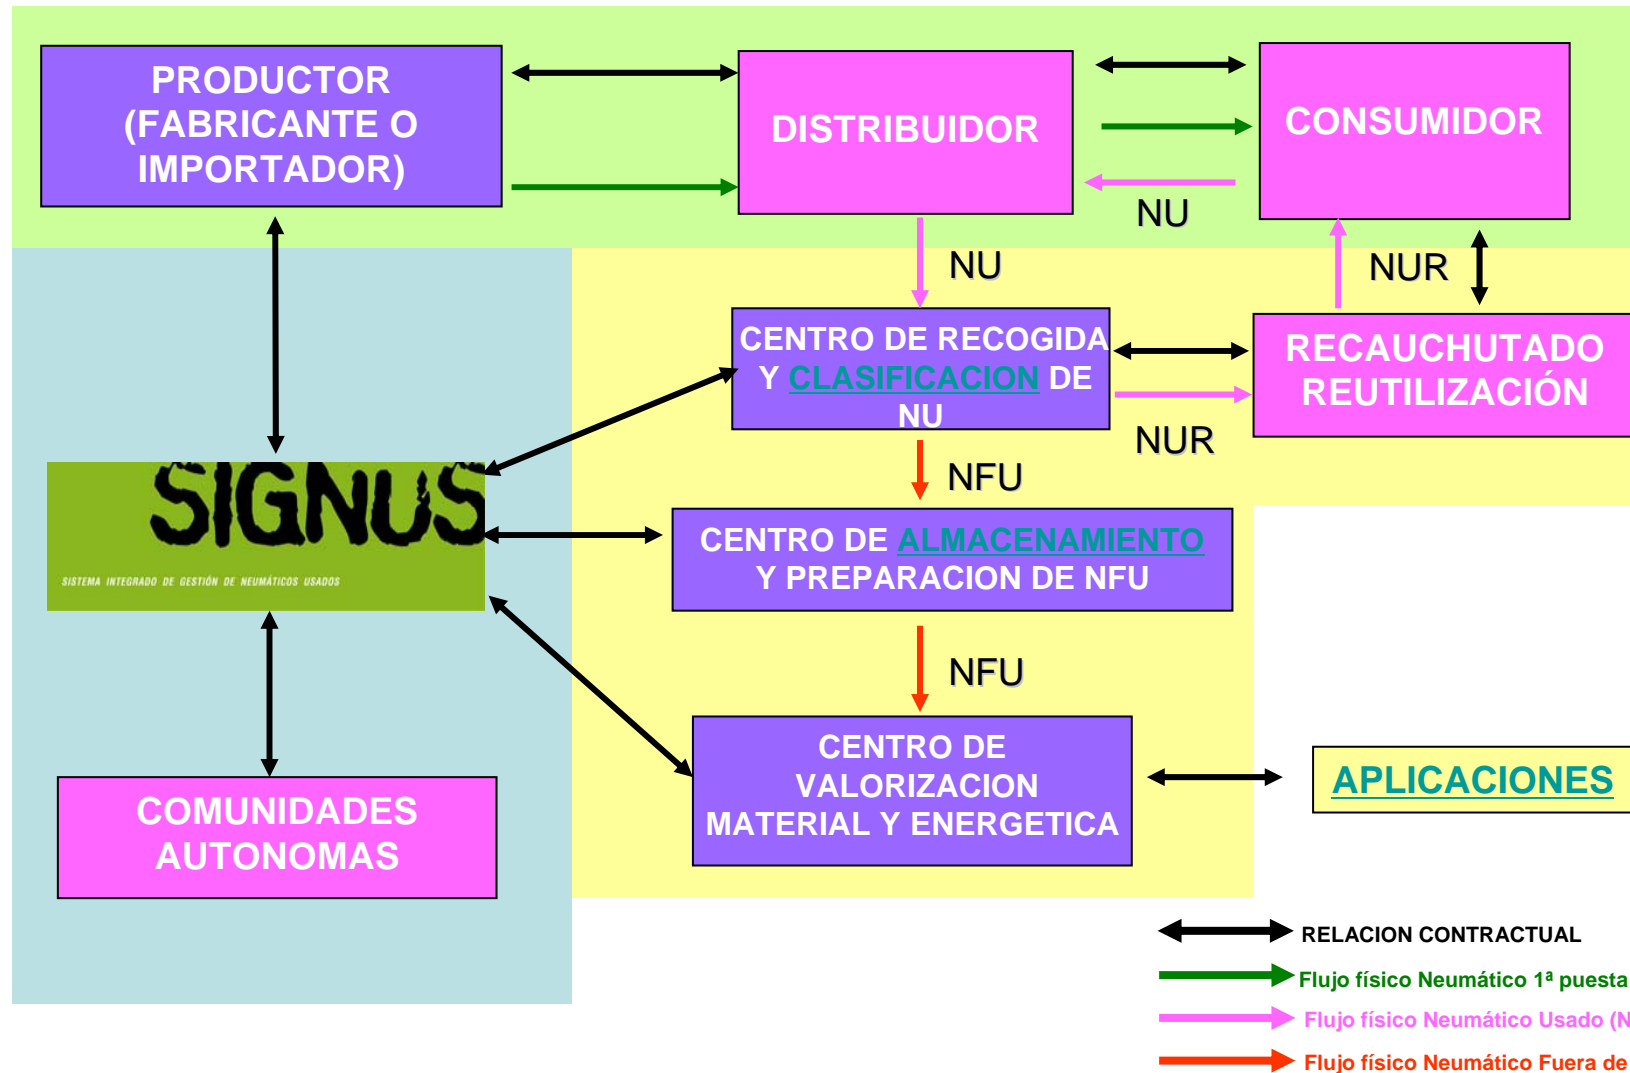 PRODUCTOR
(FABRICANTE O
IMPORTADOR)
DISTRIBUIDOR
CONSUMIDOR
NU
NU
NUR
CENTRO DE RECOGIDA
Y CLASIFICACION DE
NU
RECAUCHUTADO
REUTILIZACIÓN
NUR
NFU
SIGNUS
SISTEMA INTEGRADO DE GESTIÓN DE NEUMÁTICOS USADOS
CENTRO DE ALMACENAMIENTO
Y PREPARACION DE NFU
NFU
CENTRO DE
VALORIZACION
MATERIAL Y ENERGETICA
APLICACIONES
COMUNIDADES
AUTONOMAS
RELACION CONTRACTUAL
Flujo físico Neumático 1ª puesta
Flujo físico Neumático Usado (N
Flujo físico Neumático Fuera de